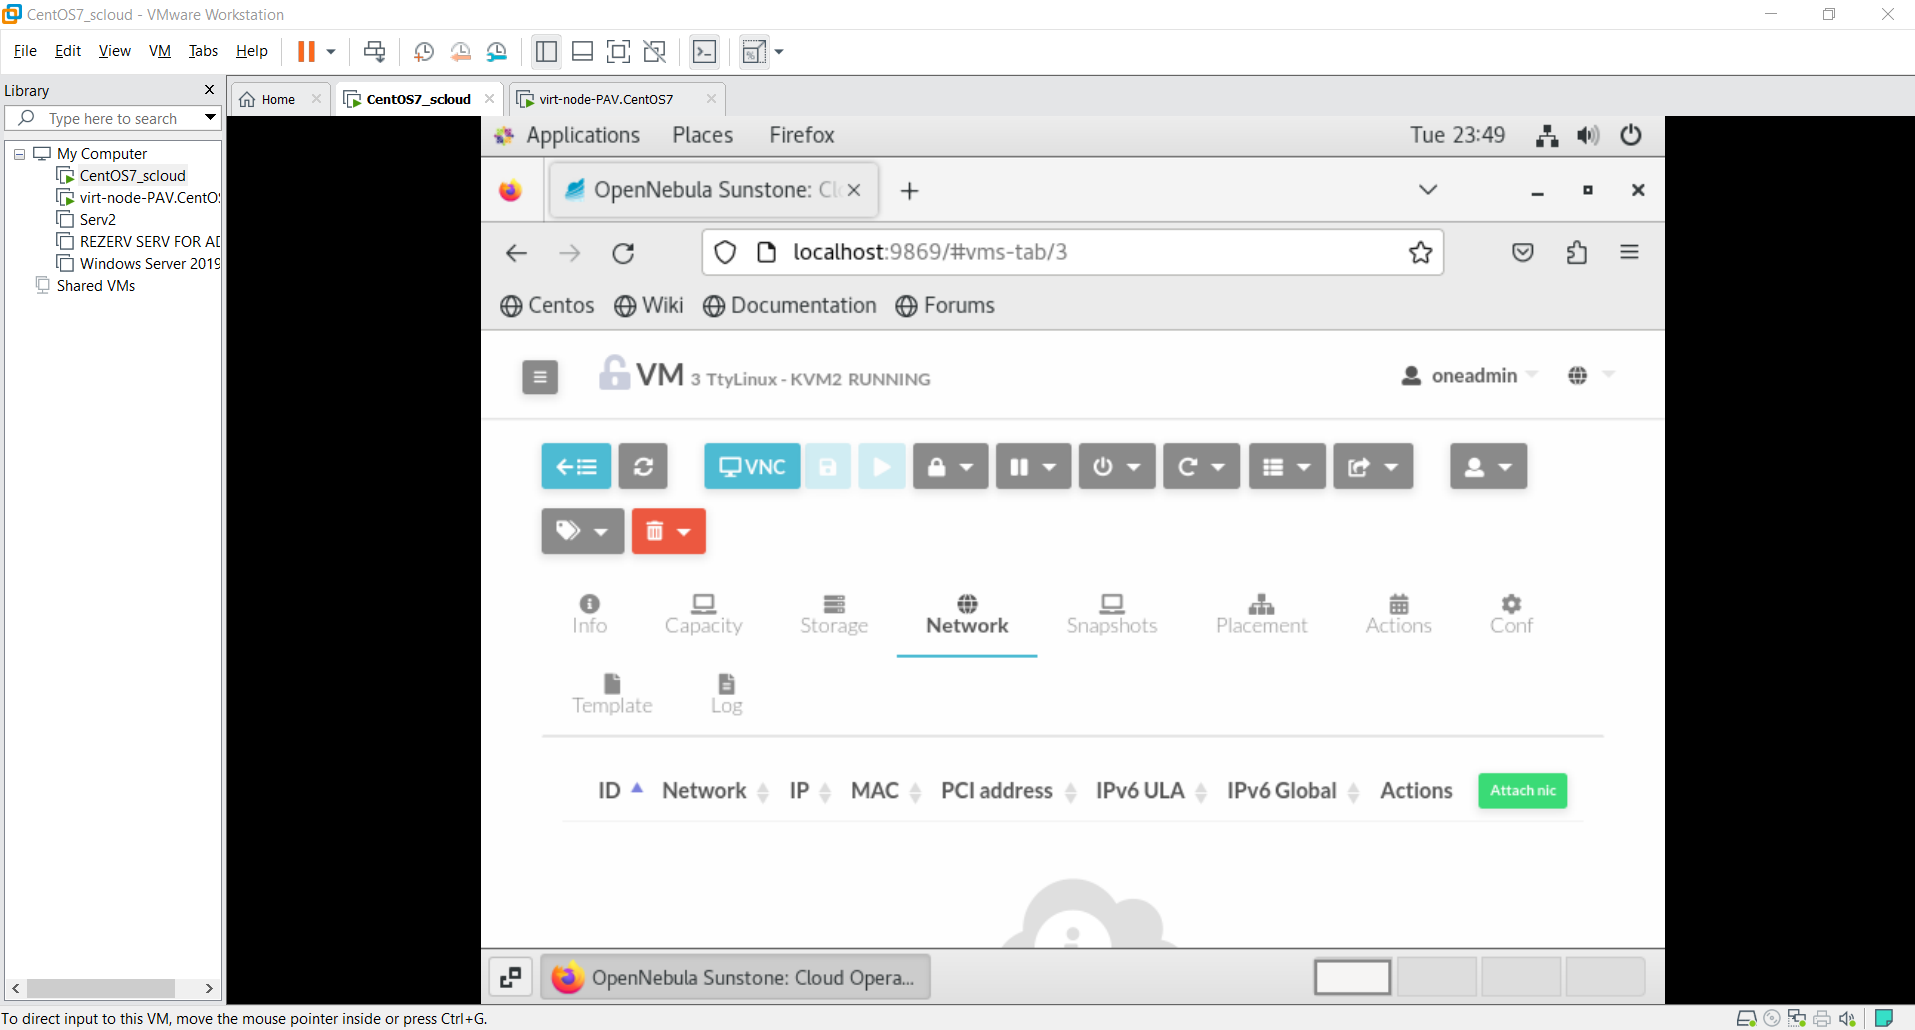 CentOS7_scloud - VMware Workstation
File Edit View VM Tabs Help
Library
Type here to search
My Computer
CentOS7_scloud
virt-node-PAV.CentOS
Serv2
REZERV SERV FOR AD
Windows Server 2019
Shared VMs
Home
CentOS7_scloud
virt-node-PAV.CentOS7
Applications Places Firefox
Tue 23:49
OpenNebula Sunstone: Clo
localhost:9869/#vms-tab/3
Centos Wiki Documentation Forums
VM 3 TtyLinux - KVM2 RUNNING
oneadmin
VNC
Info Capacity Storage Network Snapshots Placement Actions Conf
Template Log
ID Network IP MAC PCI address IPv6 ULA IPv6 Global Actions Attach nic
OpenNebula Sunstone: Cloud Opera...
To direct input to this VM, move the mouse pointer inside or press Ctrl+G.